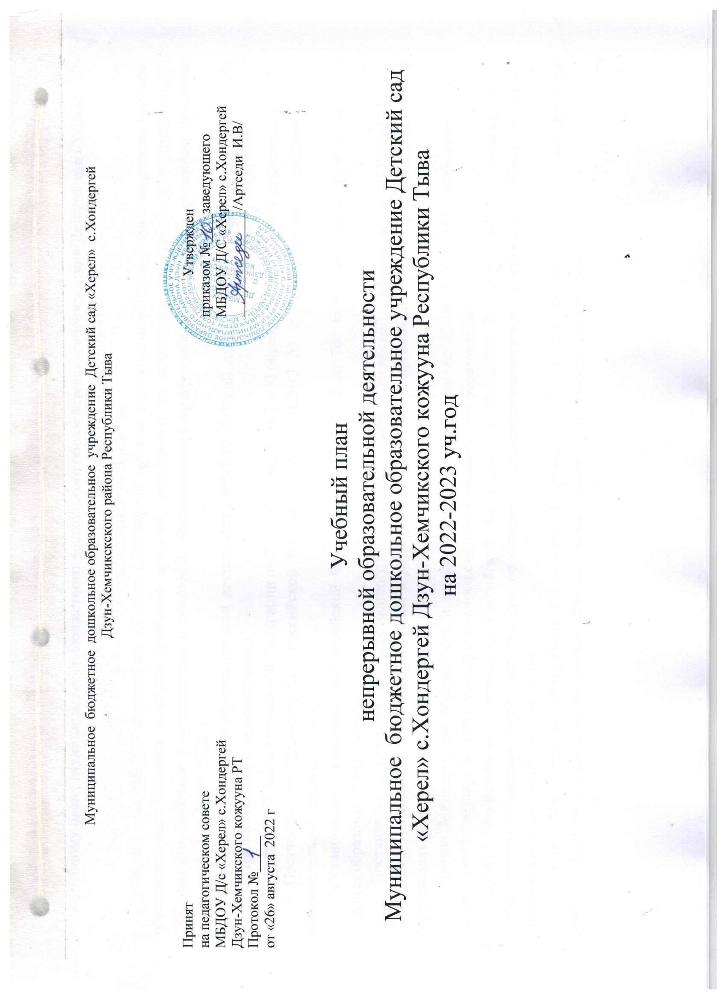 Муниципальное бюджетное дошкольное образовательное учреждение Детский сад «Херел» с.Хондергей
Дзун-Хемчиксского района Республики Тыва
Принят
на педагогическом совете
МБДОУ Д/с «Херел» с.Хондергей
Дзун-Хемчикского кожууна РТ
Протокол № 1
от «26» августа 2022 г
Утвержден
приказом № 10 заведующего
МБДОУ Д/С «Херел» с.Хондергей
/Артседи И.В/
Учебный план
непрерывной образовательной деятельности
Муниципальное бюджетное дошкольное образовательное учреждение Детский сад
«Херел» с.Хондергей Дзун-Хемчикского кожууна Республики Тыва
на 2022-2023 уч.год